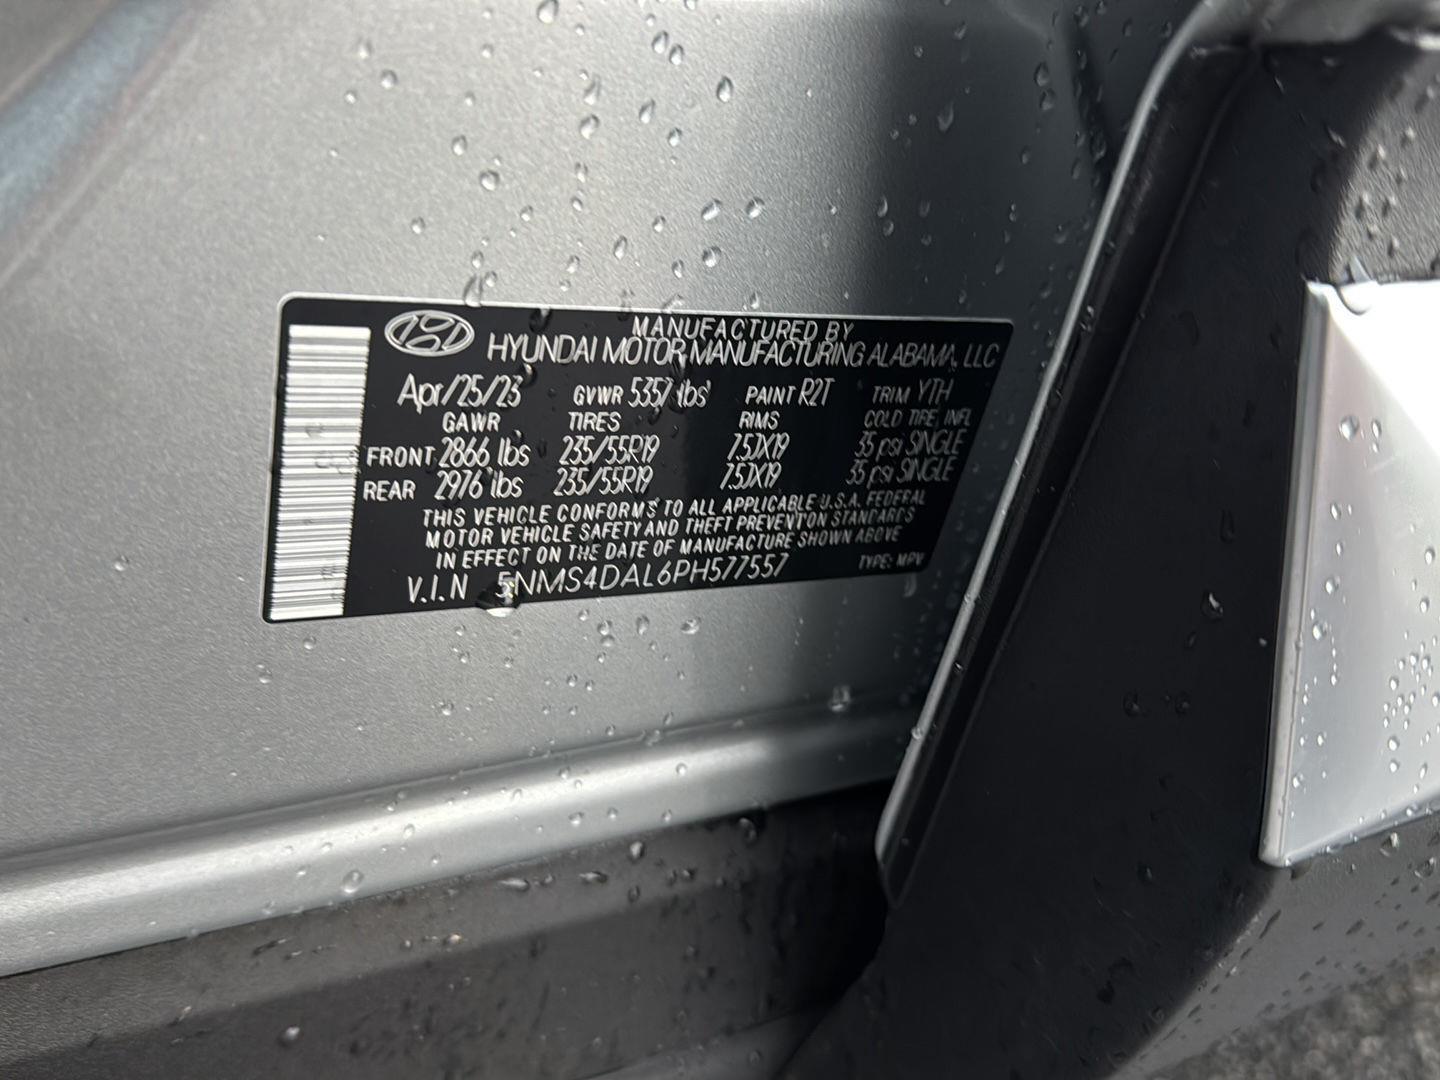 MANUFACTURED BY
HYUNDAI MOTOR MANUFACTURING ALABAMA, LLC
Apr/25/23 GVWR 5357 lbs PAINT R2T TRIM YTH
GAWR TIRES RIMS COLD TIRE INFL
FRONT 2866 lbs 235/55R19 7.5JX19 35 psi SINGLE
REAR 2976 lbs 235/55R19 7.5JX19 35 psi SINGLE
THIS VEHICLE CONFORMS TO ALL APPLICABLE U.S.A. FEDERAL
MOTOR VEHICLE SAFETY AND THEFT PREVENTION STANDARDS
IN EFFECT ON THE DATE OF MANUFACTURE SHOWN ABOVE
V.I.N 5NMS4DAL6PH577557 TYPE: MPV